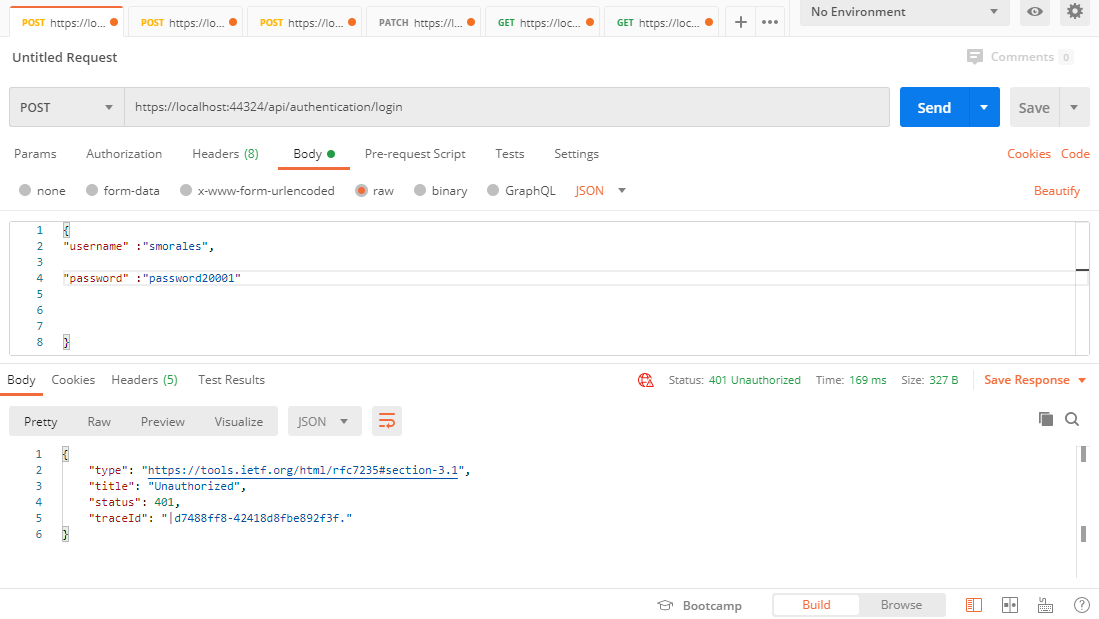 POST https://lo... POST https://lo... POST https://lo... PATCH https://l... GET https://loc... GET https://loc... + ••• No Environment
Untitled Request Comments 0
POST https://localhost:44324/api/authentication/login Send Save
Params Authorization Headers (8) Body Pre-request Script Tests Settings Cookies Code
none form-data x-www-form-urlencoded raw binary GraphQL JSON Beautify
1 {
2 "username" :"smorales",
3
4 "password" :"password20001"
5
6
7
8 }
Body Cookies Headers (5) Test Results Status: 401 Unauthorized Time: 169 ms Size: 327 B Save Response
Pretty Raw Preview Visualize JSON
1 {
2 "type": "https://tools.ietf.org/html/rfc7235#section-3.1",
3 "title": "Unauthorized",
4 "status": 401,
5 "traceId": "|d7488ff8-42418d8fbe892f3f."
6 }
Bootcamp Build Browse ?